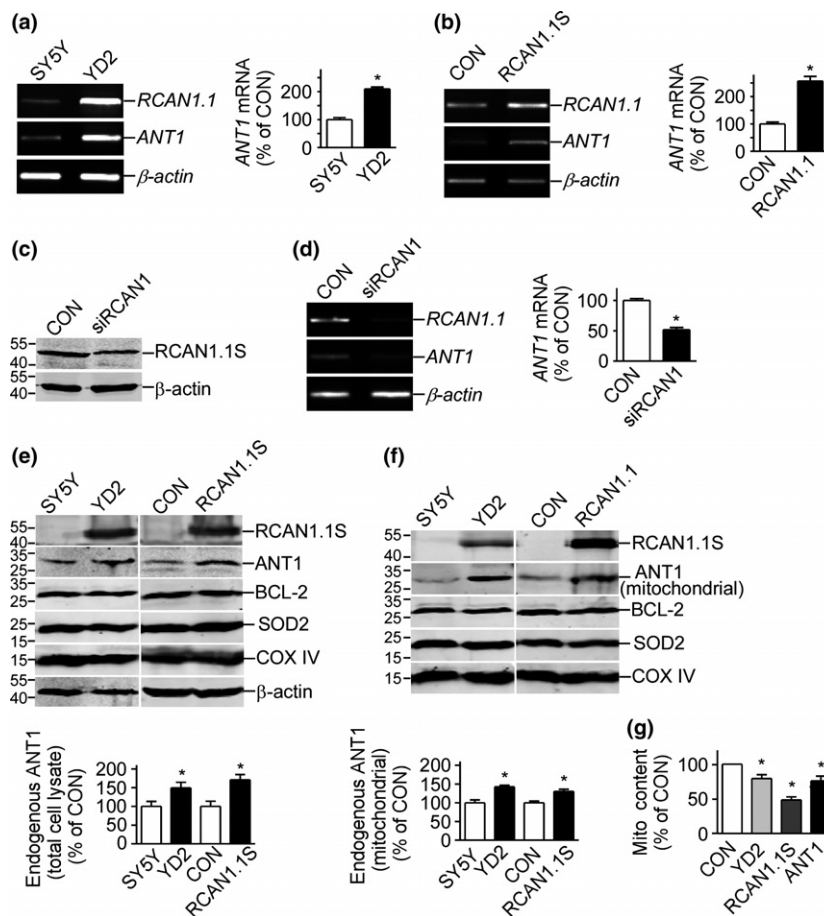 (a)
SY5Y
YD2
RCAN1.1
ANT1
β-actin
ANT1 mRNA
(% of CON)
200
100
0
*
SY5Y
YD2
(b)
CON
RCAN1.1S
RCAN1.1
ANT1
β-actin
ANT1 mRNA
(% of CON)
200
100
0
*
CON
RCAN1.1
(c)
CON
siRCAN1
55
40
RCAN1.1S
55
40
β-actin
(d)
CON
siRCAN1
RCAN1.1
ANT1
β-actin
ANT1 mRNA
(% of CON)
100
50
0
*
CON
siRCAN1
(e)
SY5Y
YD2
CON
RCAN1.1S
55
40
RCAN1.1S
35
25
ANT1
35
25
BCL-2
25
15
SOD2
15
COX IV
55
40
β-actin
Endogenous ANT1
(total cell lysate)
(% of CON)
150
100
50
0
* *
SY5Y
YD2
CON
RCAN1.1S
(f)
SY5Y
YD2
CON
RCAN1.1
55
40
RCAN1.1S
35
25
ANT1
(mitochondrial)
35
25
BCL-2
25
15
SOD2
15
COX IV
Endogenous ANT1
(mitochondrial)
(% of CON)
150
100
50
0
* *
SY5Y
YD2
CON
RCAN1.1S
(g)
Mito content
(% of CON)
100
50
0
* * *
CON
YD2
RCAN1.1S
ANT1